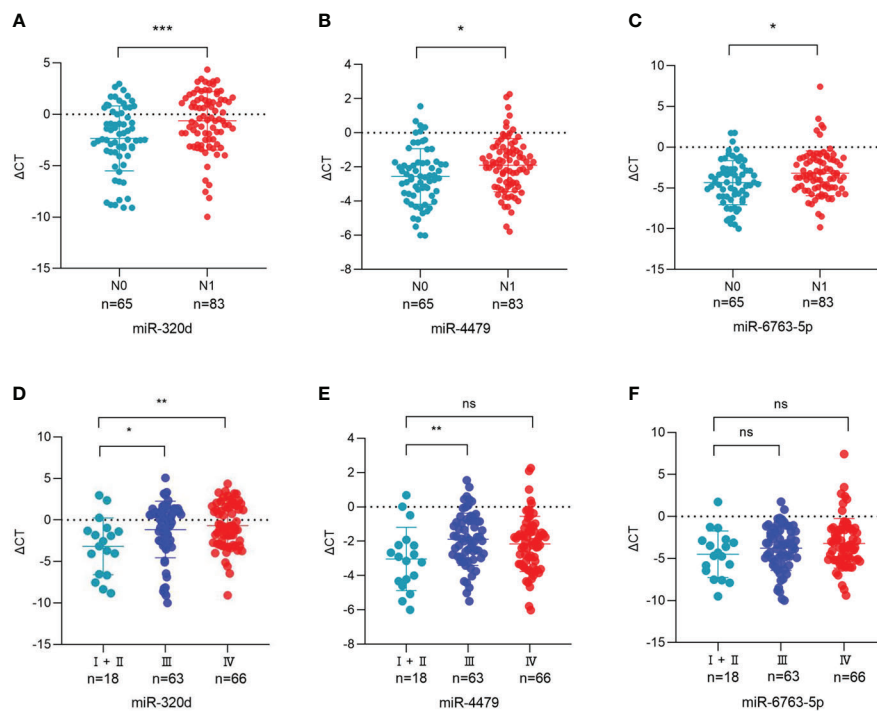 A
***
ΔCT
5
0
-5
-10
-15
N0
n=65
N1
n=83
miR-320d
B
*
ΔCT
4
2
0
-2
-4
-6
-8
N0
n=65
N1
n=83
miR-4479
C
*
ΔCT
10
5
0
-5
-10
-15
N0
n=65
N1
n=83
miR-6763-5p
D
**
*
ΔCT
10
5
0
-5
-10
-15
Ⅰ + Ⅱ
n=18
Ⅲ
n=63
Ⅳ
n=66
miR-320d
E
ns
**
ΔCT
4
2
0
-2
-4
-6
-8
Ⅰ + Ⅱ
n=18
Ⅲ
n=63
Ⅳ
n=66
miR-4479
F
ns
ns
ΔCT
10
5
0
-5
-10
-15
Ⅰ + Ⅱ
n=18
Ⅲ
n=63
Ⅳ
n=66
miR-6763-5p